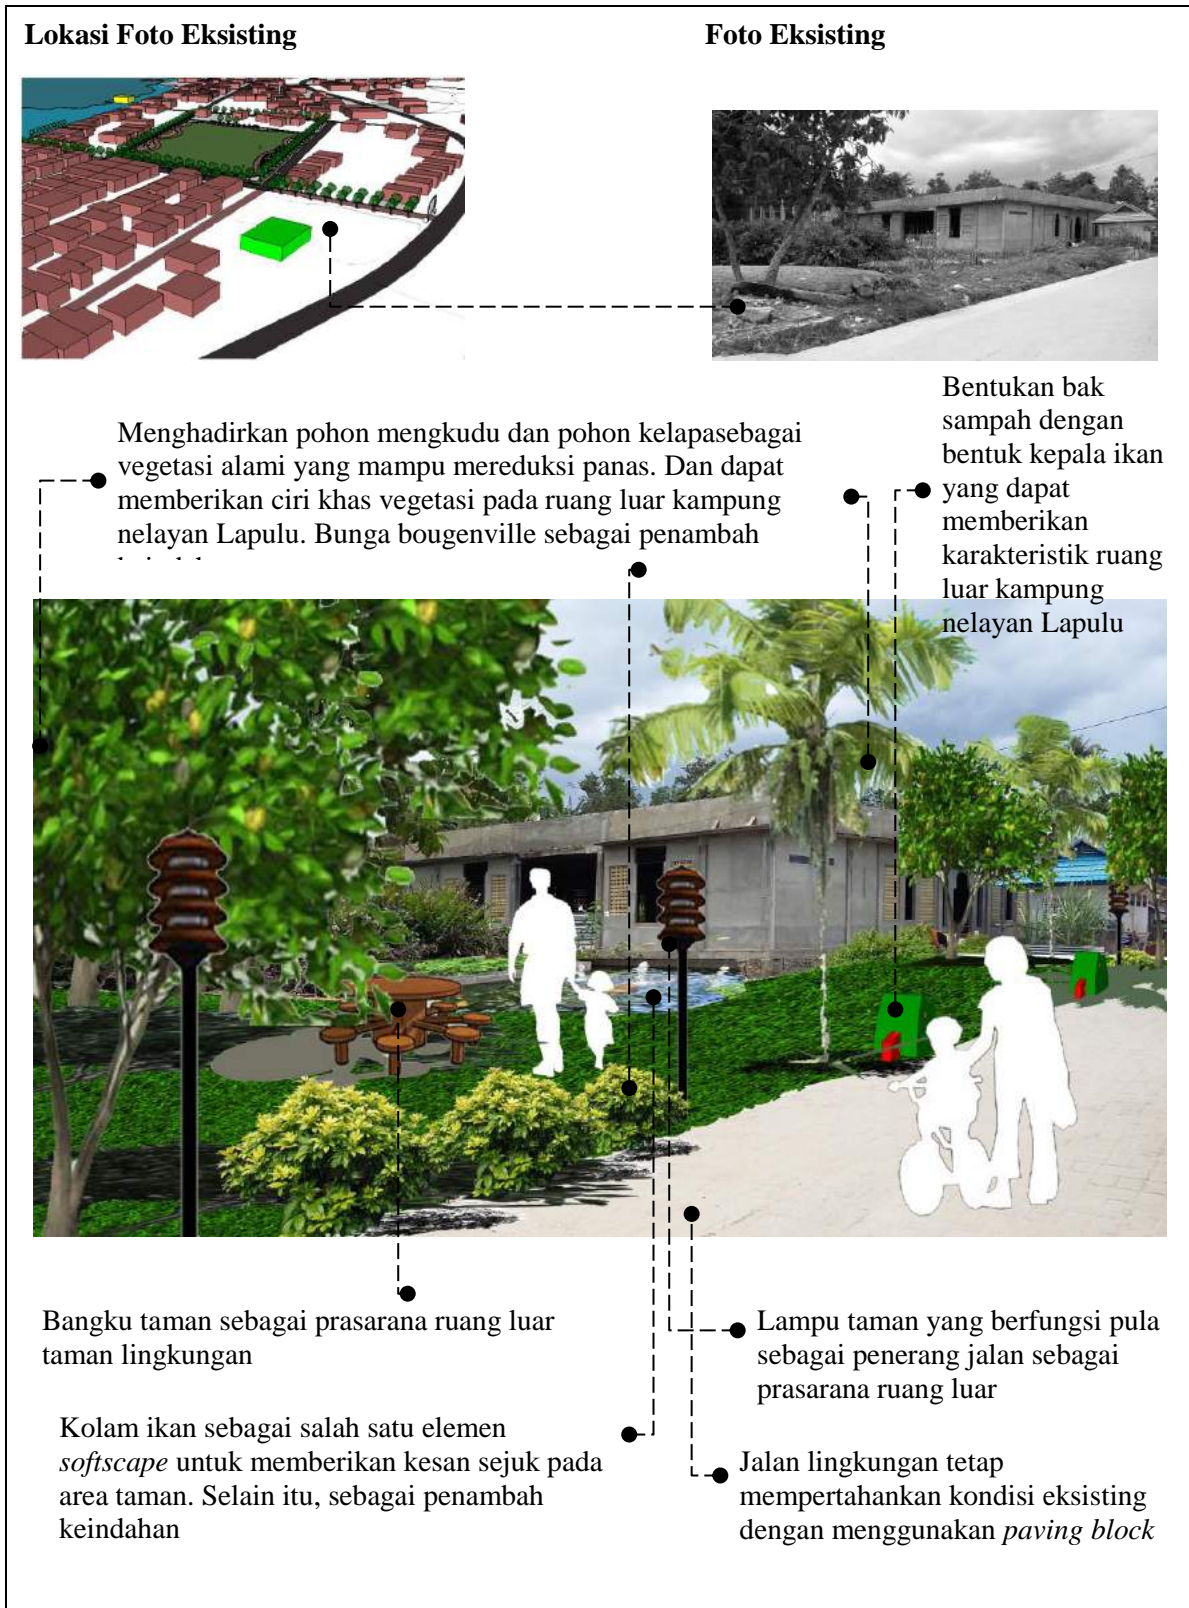 Lokasi Foto Eksisting
Foto Eksisting
Menghadirkan pohon mengkudu dan pohon kelapasebagai
vegetasi alami yang mampu mereduksi panas. Dan dapat
memberikan ciri khas vegetasi pada ruang luar kampung
nelayan Lapulu. Bunga bougenville sebagai penambah
Bentukan bak
sampah dengan
bentuk kepala ikan
yang dapat
memberikan
karakteristik ruang
luar kampung
nelayan Lapulu
Bangku taman sebagai prasarana ruang luar
taman lingkungan
Lampu taman yang berfungsi pula
sebagai penerang jalan sebagai
prasarana ruang luar
Kolam ikan sebagai salah satu elemen
softscape untuk memberikan kesan sejuk pada
area taman. Selain itu, sebagai penambah
keindahan
Jalan lingkungan tetap
mempertahankan kondisi eksisting
dengan menggunakan paving block